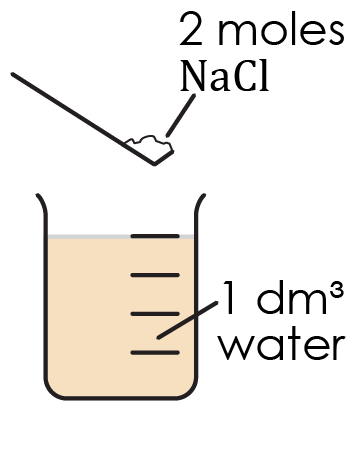 2 moles
NaCl
1 dm³
water